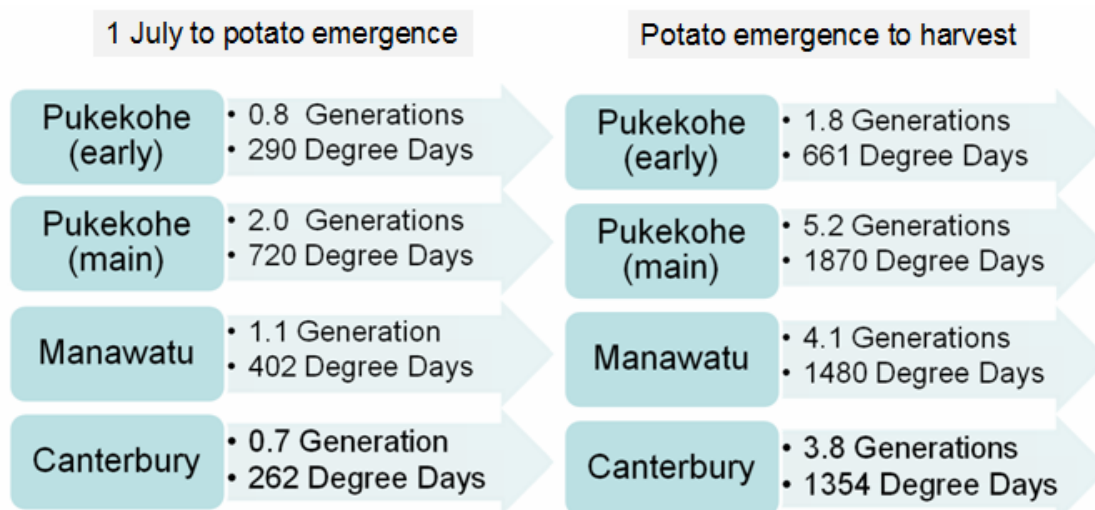 1 July to potato emergence
Pukekohe
(early)
• 0.8 Generations
• 290 Degree Days
Pukekohe
(main)
• 2.0 Generations
• 720 Degree Days
Manawatu
• 1.1 Generation
• 402 Degree Days
Canterbury
• 0.7 Generation
• 262 Degree Days
Potato emergence to harvest
Pukekohe
(early)
• 1.8 Generations
• 661 Degree Days
Pukekohe
(main)
• 5.2 Generations
• 1870 Degree Days
Manawatu
• 4.1 Generations
• 1480 Degree Days
Canterbury
• 3.8 Generations
• 1354 Degree Days